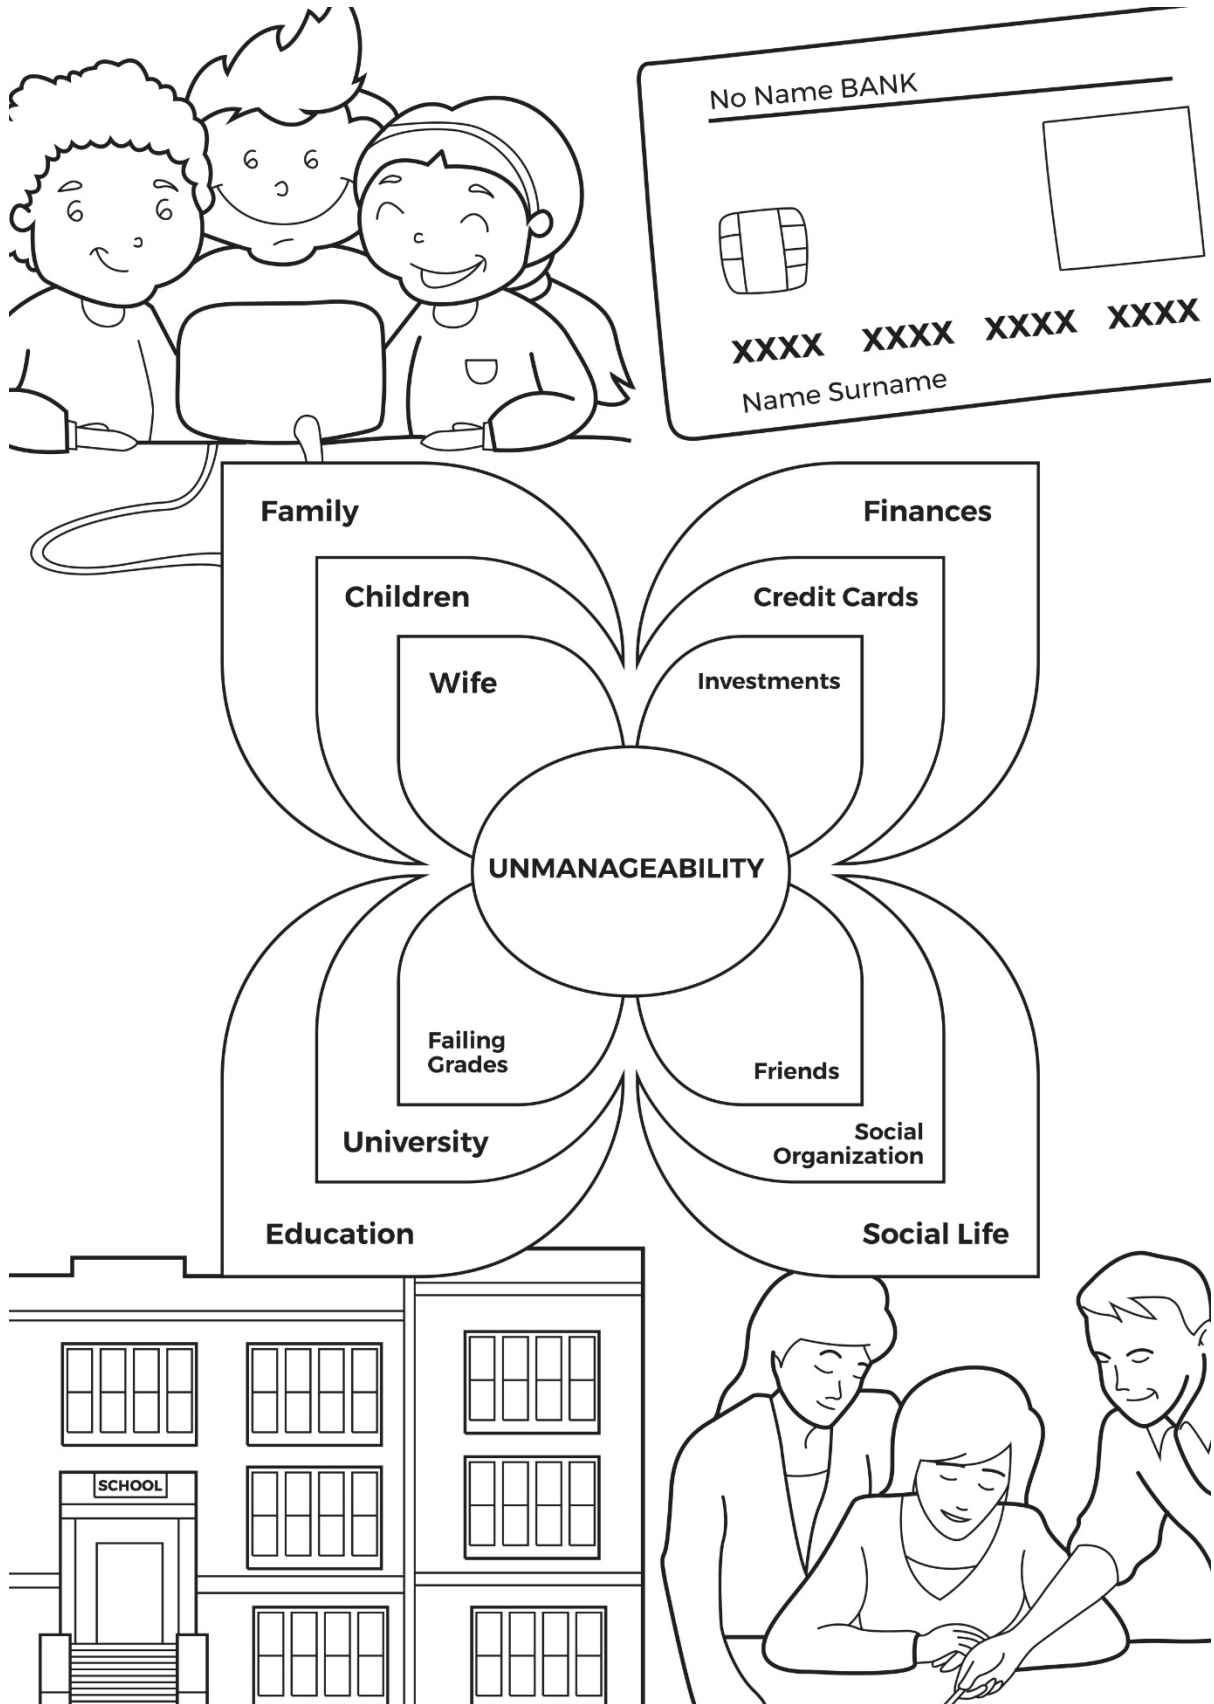 No Name BANK
XXXX XXXX XXXX XXXX
Name Surname
Family
Finances
Children
Credit Cards
Wife
Investments
UNMANAGEABILITY
Failing
Grades
Friends
University
Social
Organization
Education
Social Life
SCHOOL